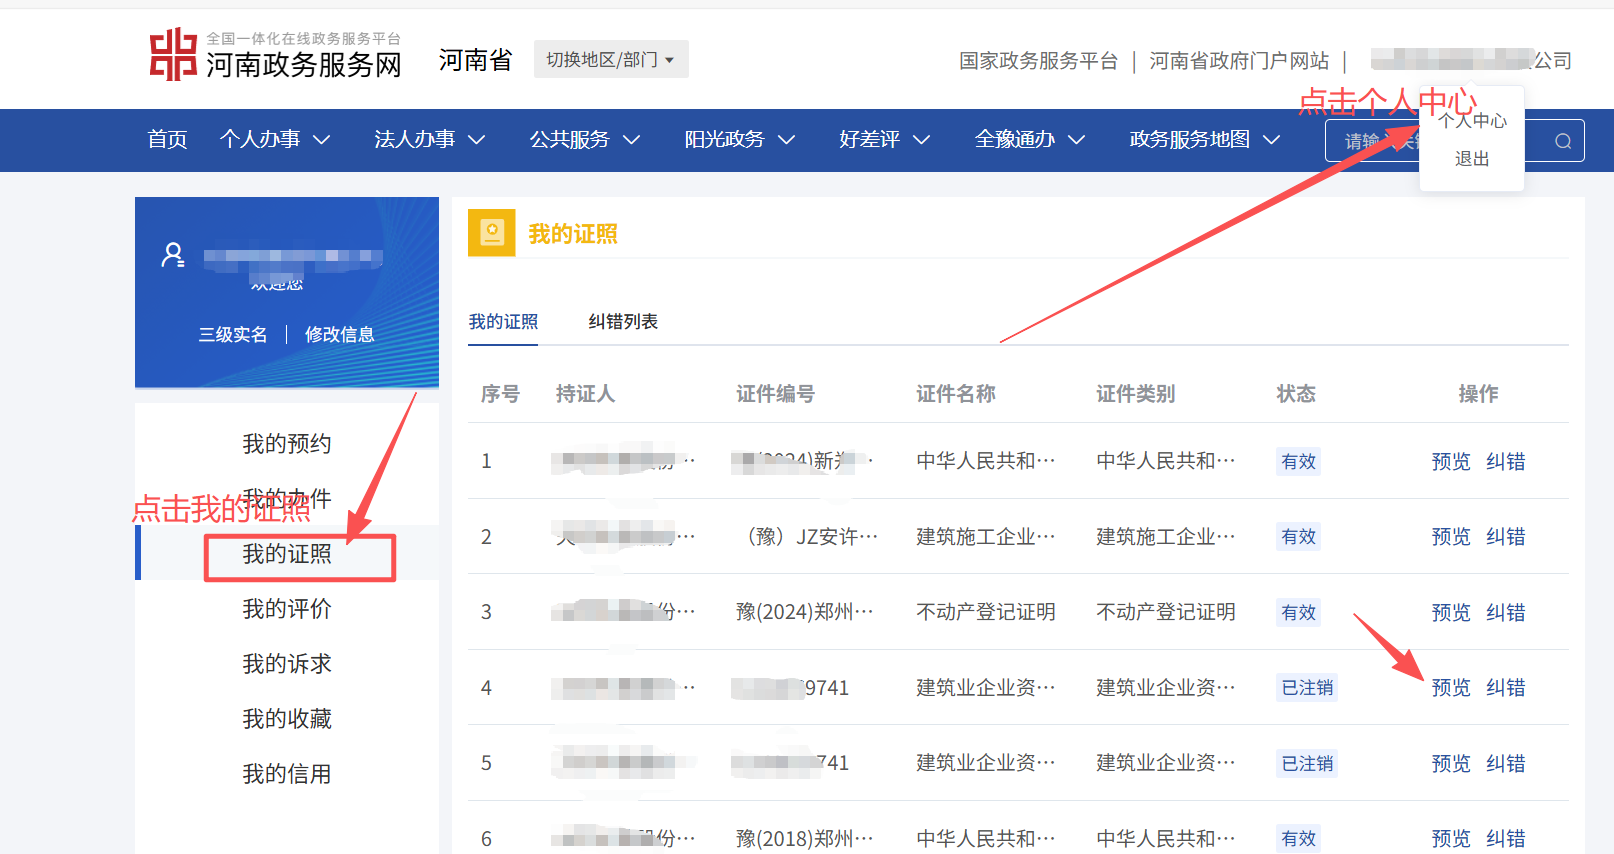 全国一体化在线政务服务平台
河南政务服务网
河南省
切换地区/部门
国家政务服务平台 | 河南省政府门户网站 | 公司
点击个人中心
首页 个人办事 法人办事 公共服务 阳光政务 好差评 全豫通办 政务服务地图
请输
个人中心
退出
欢迎您
三级实名 | 修改信息
我的预约
我的办件
点击我的证照
我的证照
我的评价
我的诉求
我的收藏
我的信用
我的证照
我的证照 纠错列表
序号 持证人 证件编号 证件名称 证件类别 状态 操作
1 … (2024)新 … 中华人民共和… 中华人民共和… 有效 预览 纠错
2 … （豫）JZ安许… 建筑施工企业… 建筑施工企业… 有效 预览 纠错
3 份… 豫(2024)郑州… 不动产登记证明 不动产登记证明 有效 预览 纠错
4 … 9741 建筑业企业资… 建筑业企业资… 已注销 预览 纠错
5 741 建筑业企业资… 建筑业企业资… 已注销 预览 纠错
6 份… 豫(2018)郑州… 中华人民共和… 中华人民共和… 有效 预览 纠错